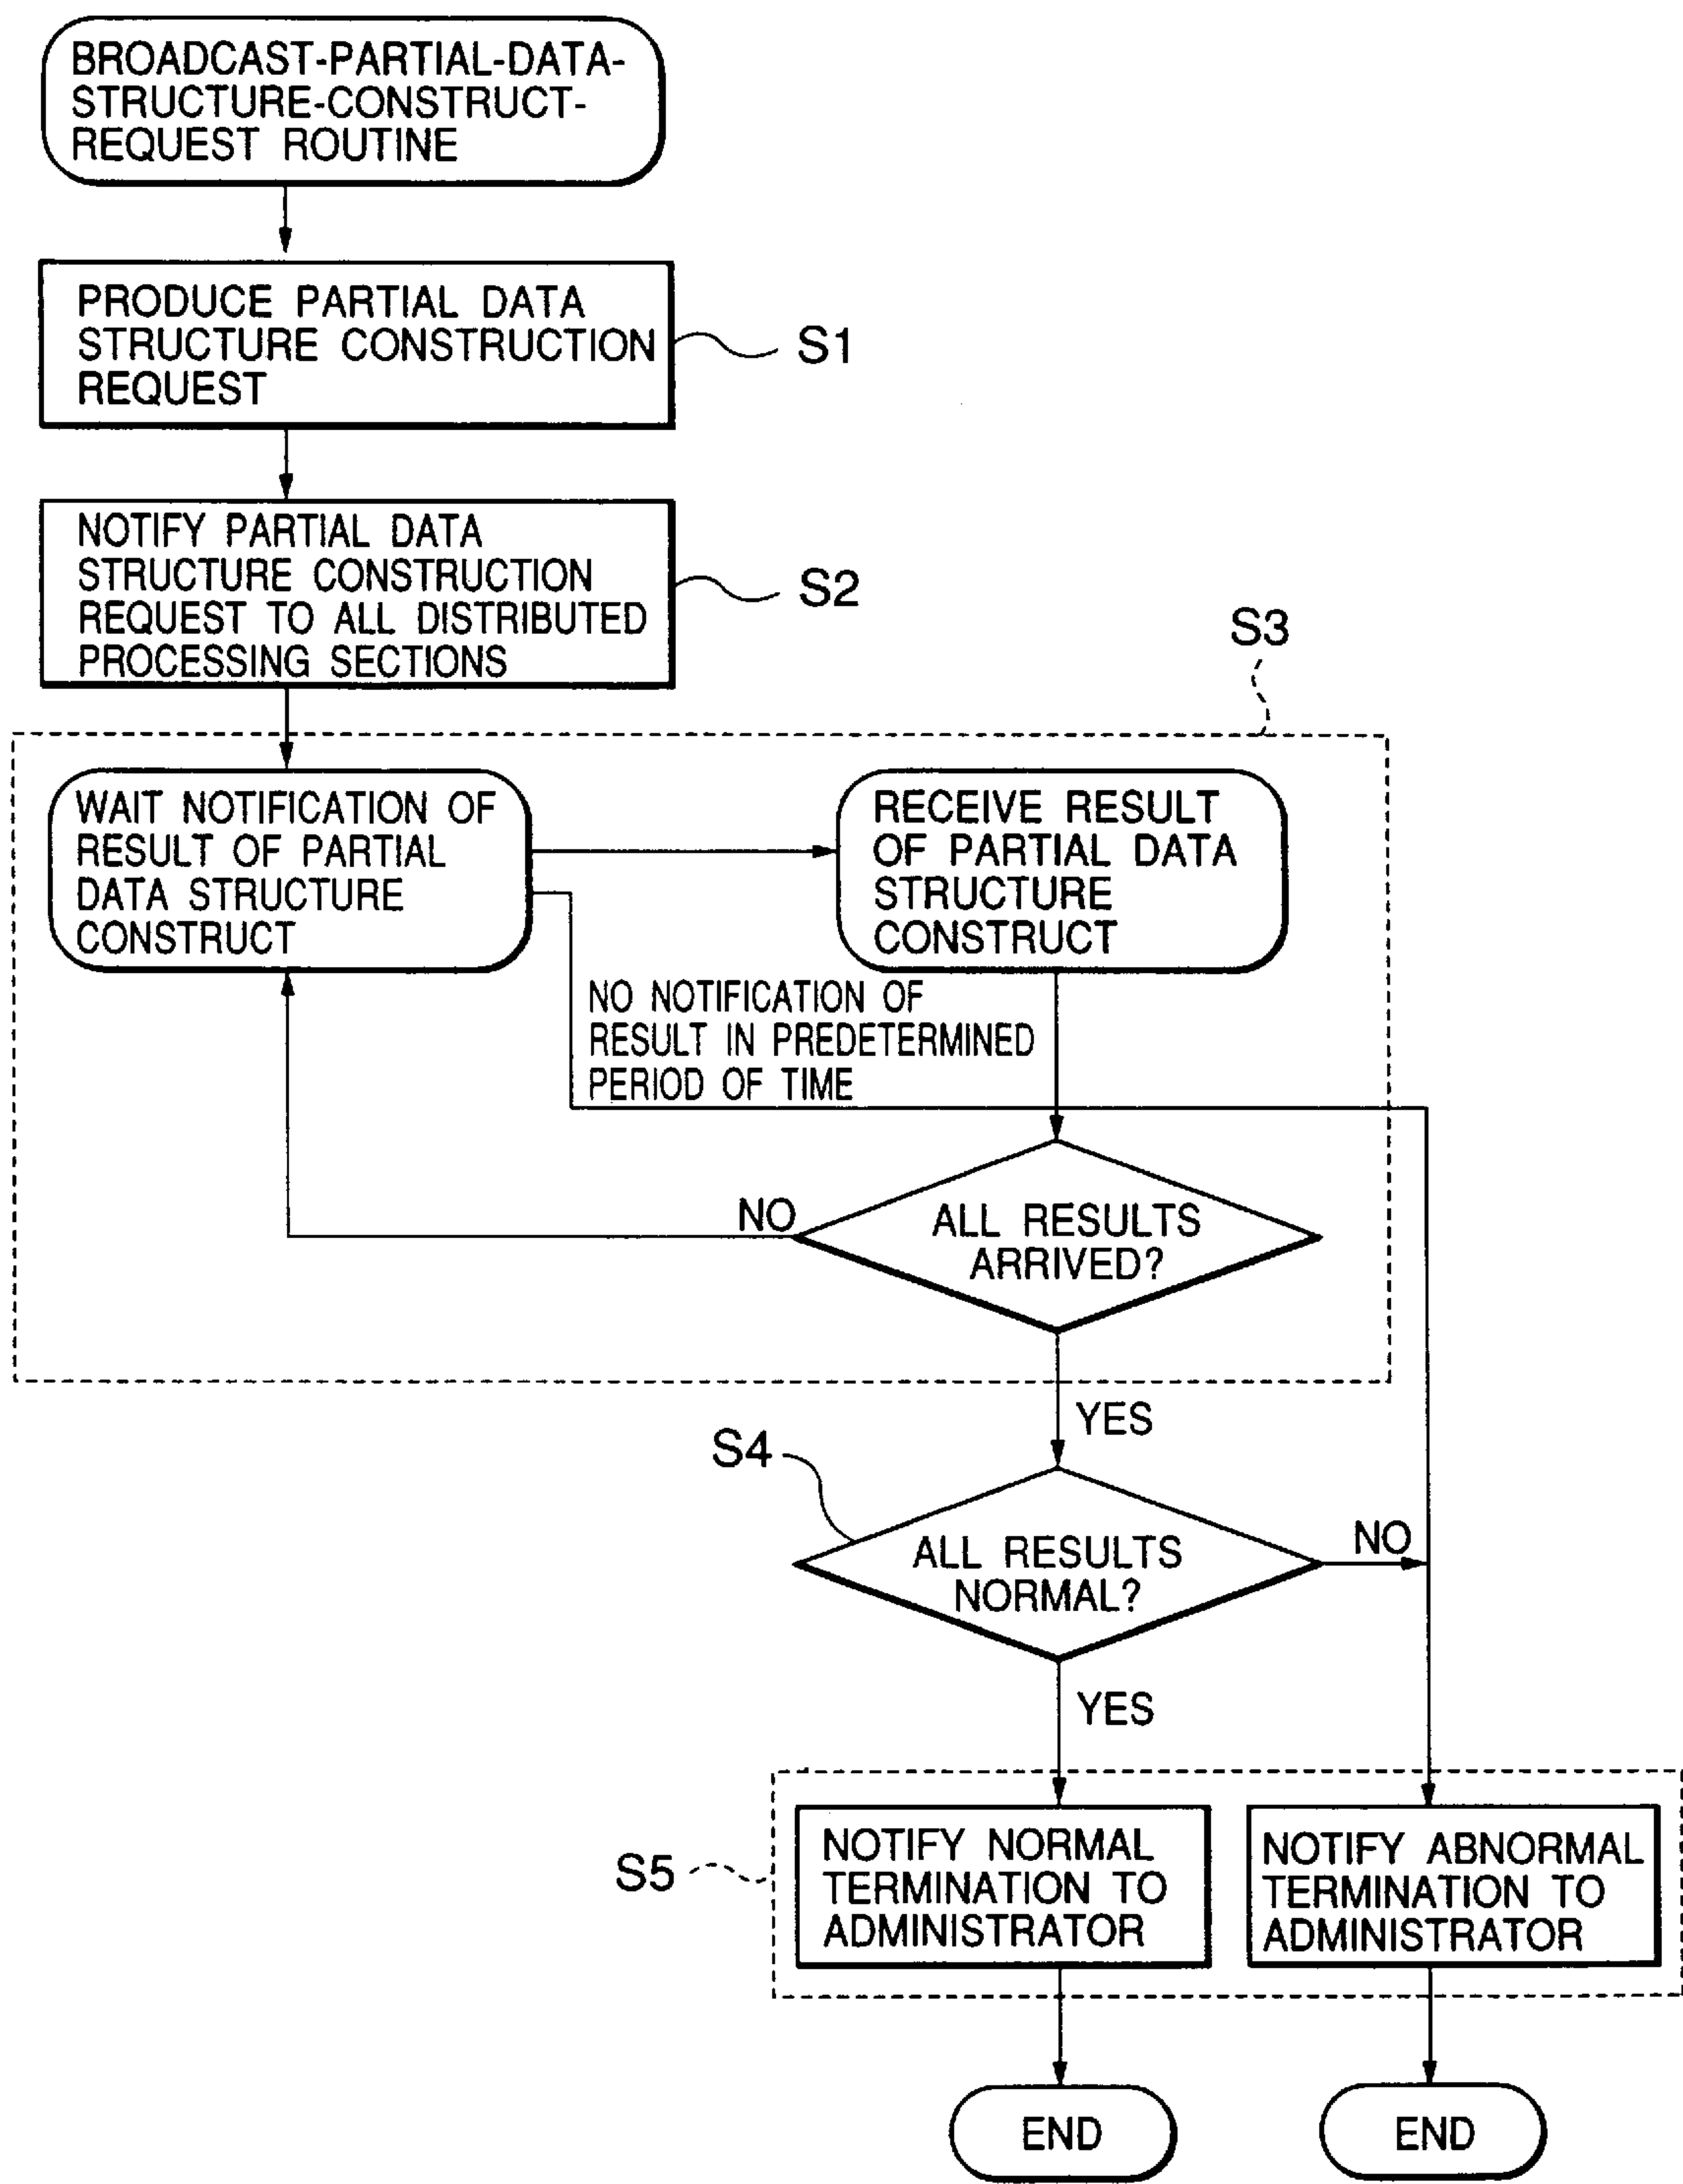 BROADCAST-PARTIAL-DATA-
STRUCTURE-CONSTRUCT-
REQUEST ROUTINE
PRODUCE PARTIAL DATA
STRUCTURE CONSTRUCTION
REQUEST
S1
NOTIFY PARTIAL DATA
STRUCTURE CONSTRUCTION
REQUEST TO ALL DISTRIBUTED
PROCESSING SECTIONS
S2
S3
WAIT NOTIFICATION OF
RESULT OF PARTIAL
DATA STRUCTURE
CONSTRUCT
RECEIVE RESULT
OF PARTIAL DATA
STRUCTURE
CONSTRUCT
NO NOTIFICATION OF
RESULT IN PREDETERMINED
PERIOD OF TIME
NO
ALL RESULTS
ARRIVED?
YES
S4
ALL RESULTS
NORMAL?
NO
YES
S5
NOTIFY NORMAL
TERMINATION TO
ADMINISTRATOR
NOTIFY ABNORMAL
TERMINATION TO
ADMINISTRATOR
END
END